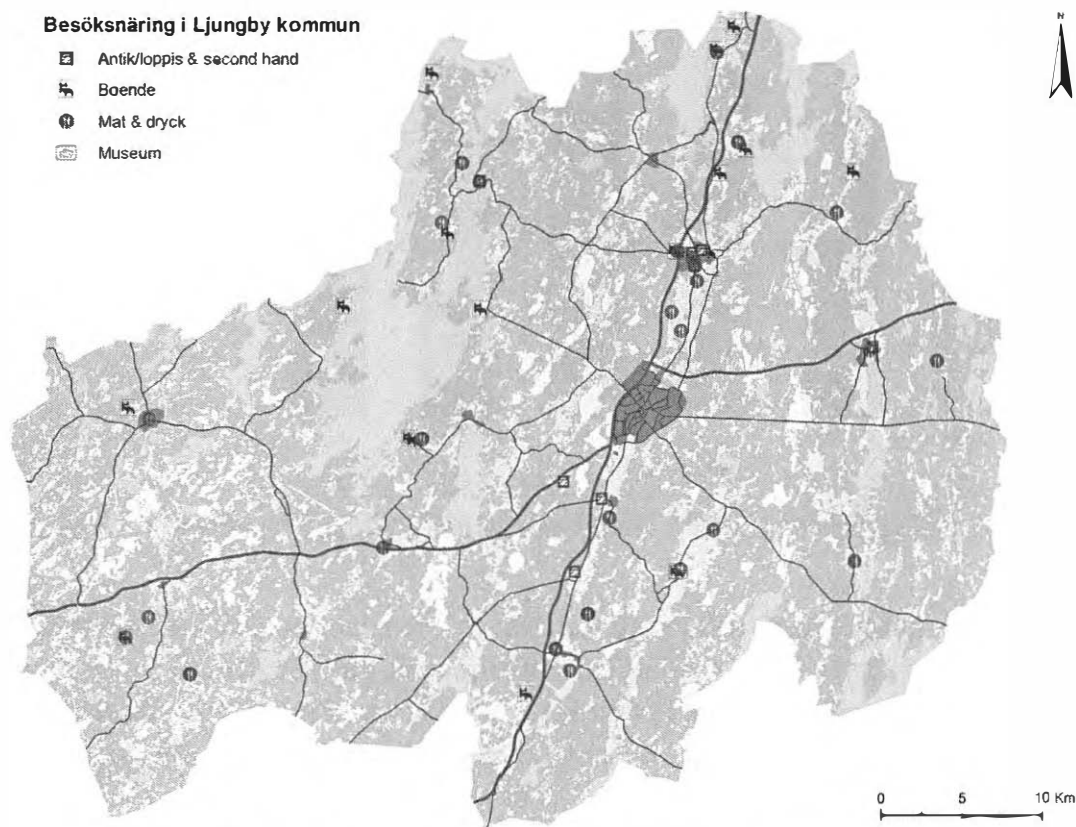 Besöksnäring i Ljungby kommun
Antik/loppis & second hand
Boende
Mat & dryck
Museum
N
0 5 10 Km